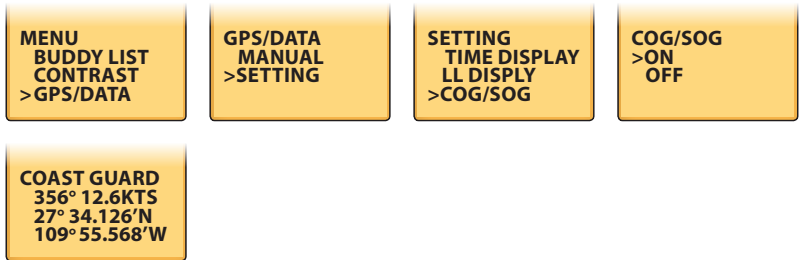 MENU
BUDDY LIST
CONTRAST
>GPS/DATA
GPS/DATA
MANUAL
>SETTING
SETTING
TIME DISPLAY
LL DISPLY
>COG/SOG
COG/SOG
>ON
OFF
COAST GUARD
356° 12.6KTS
27° 34.126’N
109° 55.568’W